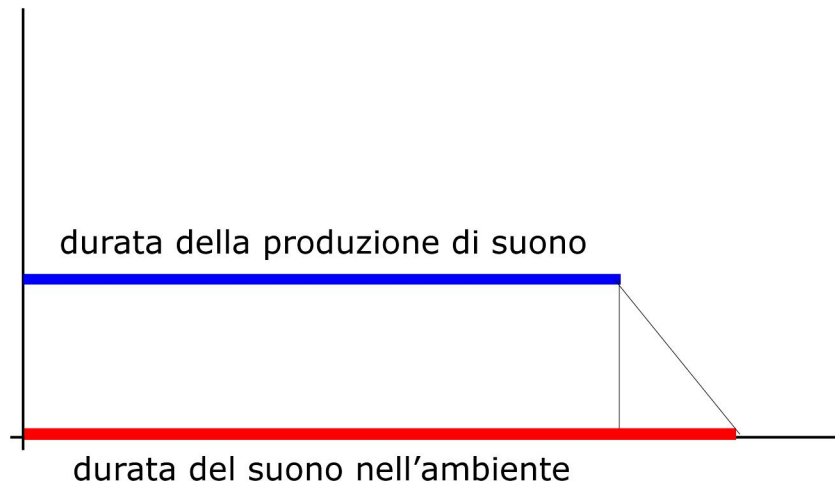 durata della produzione di suono
durata del suono nell’ambiente